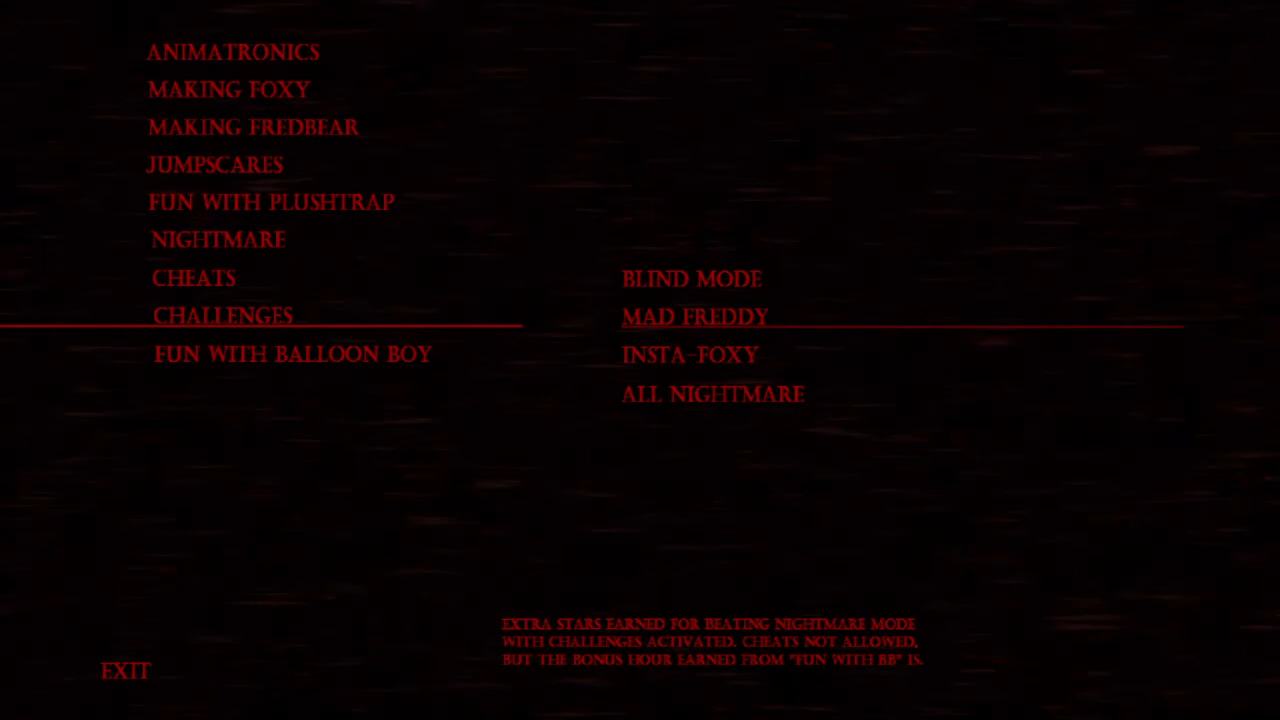 ANIMATRONICS
MAKING FOXY
MAKING FREDBEAR
JUMPSCARES
FUN WITH PLUSHTRAP
NIGHTMARE
CHEATS
CHALLENGES
FUN WITH BALLOON BOY
BLIND MODE
MAD FREDDY
INSTA-FOXY
ALL NIGHTMARE
EXTRA STARS EARNED FOR BEATING NIGHTMARE MODE
WITH CHALLENGES ACTIVATED. CHEATS NOT ALLOWED,
BUT THE BONUS HOUR EARNED FROM "FUN WITH BB" IS.
EXIT